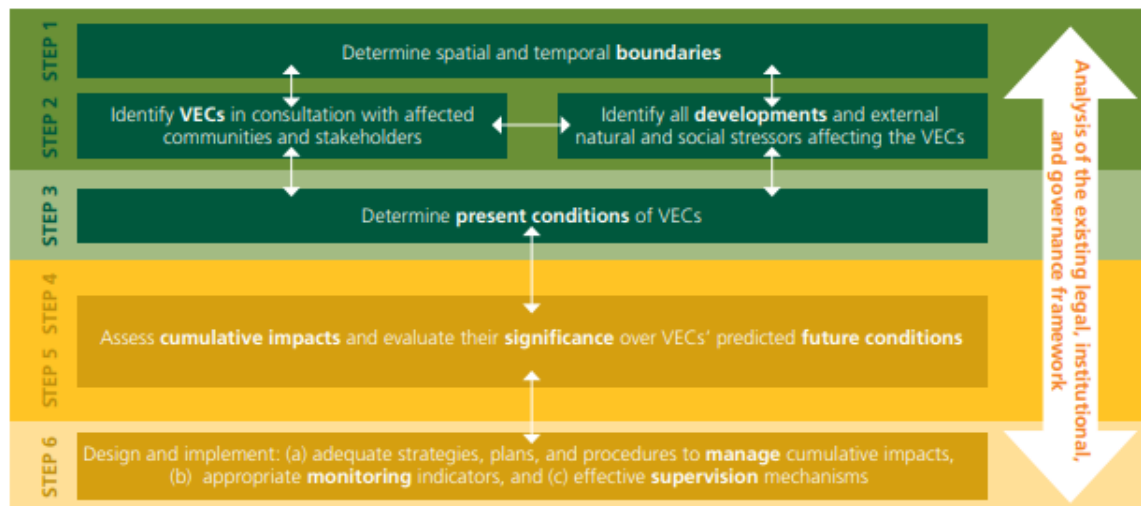 STEP 1
Determine spatial and temporal boundaries
STEP 2
Identify VECs in consultation with affected
communities and stakeholders
Identify all developments and external
natural and social stressors affecting the VECs
STEP 3
Determine present conditions of VECs
STEP 4
STEP 5
Assess cumulative impacts and evaluate their significance over VECs' predicted future conditions
STEP 6
Design and implement: (a) adequate strategies, plans, and procedures to manage cumulative impacts,
(b) appropriate monitoring indicators, and (c) effective supervision mechanisms
Analysis of the existing legal, institutional,
and governance framework